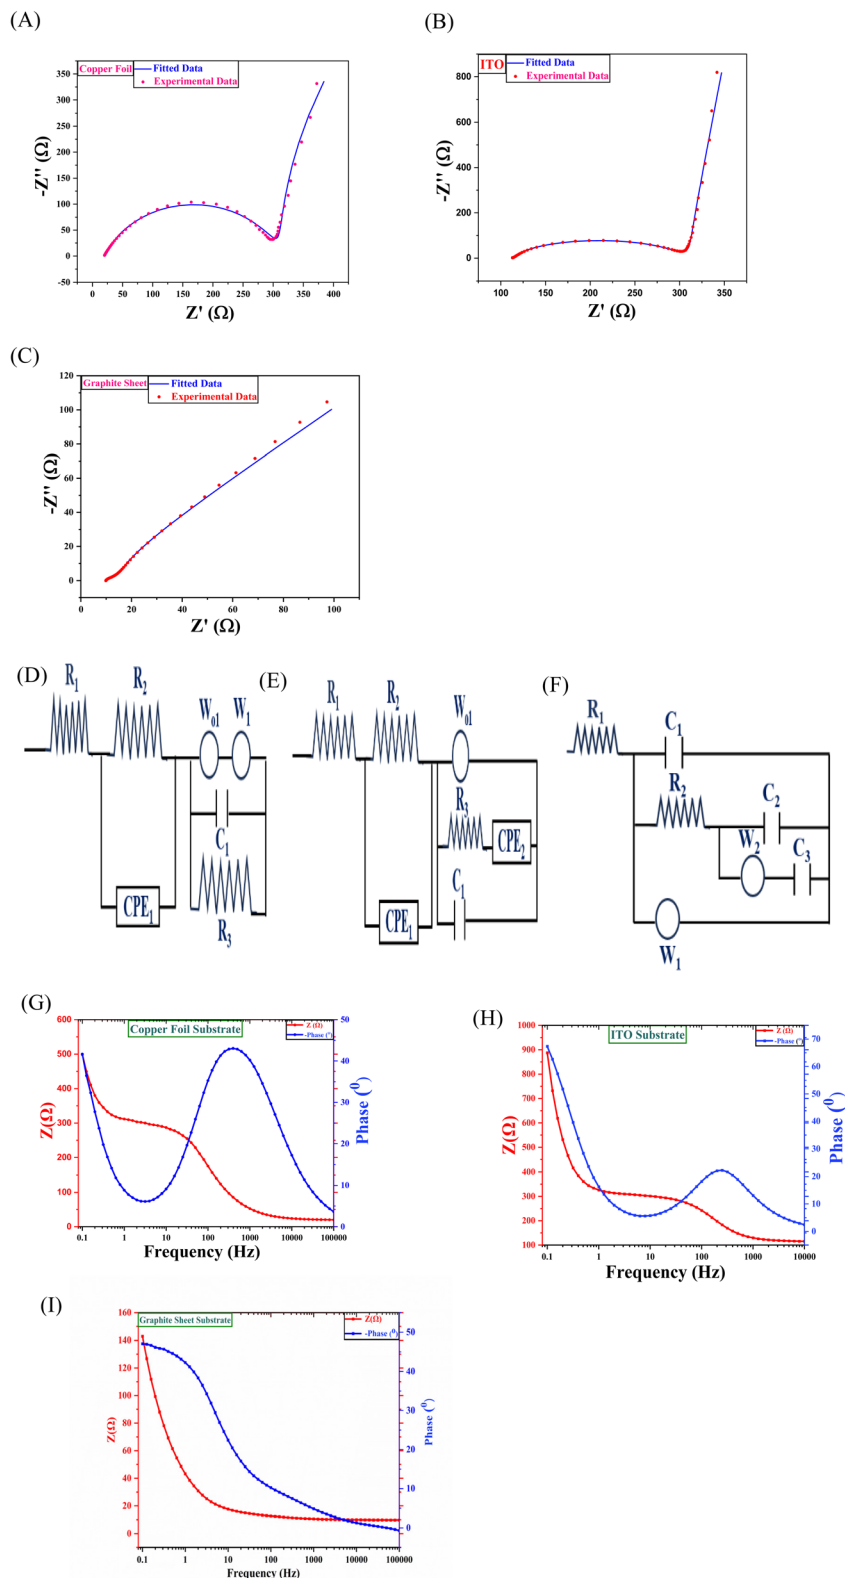 (A)
Copper Foil
Fitted Data
Experimental Data
350
300
250
200
150
100
50
0
-50
-Z'' (Ω)
0 50 100 150 200 250 300 350 400
Z' (Ω)
(B)
ITO
Fitted Data
Experimental Data
800
600
400
200
0
-Z'' (Ω)
100 150 200 250 300 350
Z' (Ω)
(C)
Graphite Sheet
Fitted Data
Experimental Data
120
100
80
60
40
20
0
-Z'' (Ω)
0 20 40 60 80 100
Z' (Ω)
(D)
R1
R2
Wo1
W1
C1
CPE1
R3
(E)
R1
R2
Wo1
R3
CPE2
C1
CPE1
(F)
R1
C1
R2
C2
W2
C3
W1
(G)
Copper Foil Substrate
Z (Ω)
-Phase (°)
600
500
400
300
200
100
0
Z(Ω)
50
40
30
20
10
0
Phase (0)
0.1 1 10 100 1000 10000 100000
Frequency (Hz)
(H)
ITO Substrate
Z (Ω)
-Phase (°)
1000
900
800
700
600
500
400
300
200
100
Z(Ω)
70
60
50
40
30
20
10
0
Phase (0)
0.1 1 10 100 1000 10000
Frequency (Hz)
(I)
Graphite Sheet Substrate
Z(Ω)
-Phase (0)
160
140
120
100
80
60
40
20
0
Z(Ω)
50
40
30
20
10
0
Phase (0)
0.1 1 10 100 1000 10000 100000
Frequency (Hz)